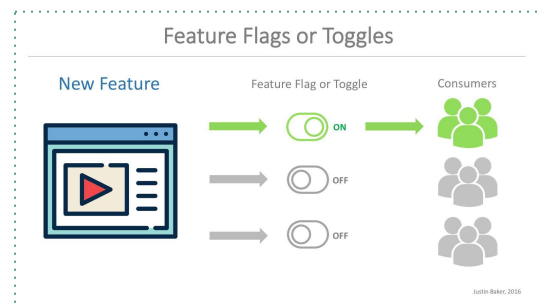 Feature Flags or Toggles
New Feature
Feature Flag or Toggle
Consumers
ON
OFF
OFF
Justin Baker, 2016